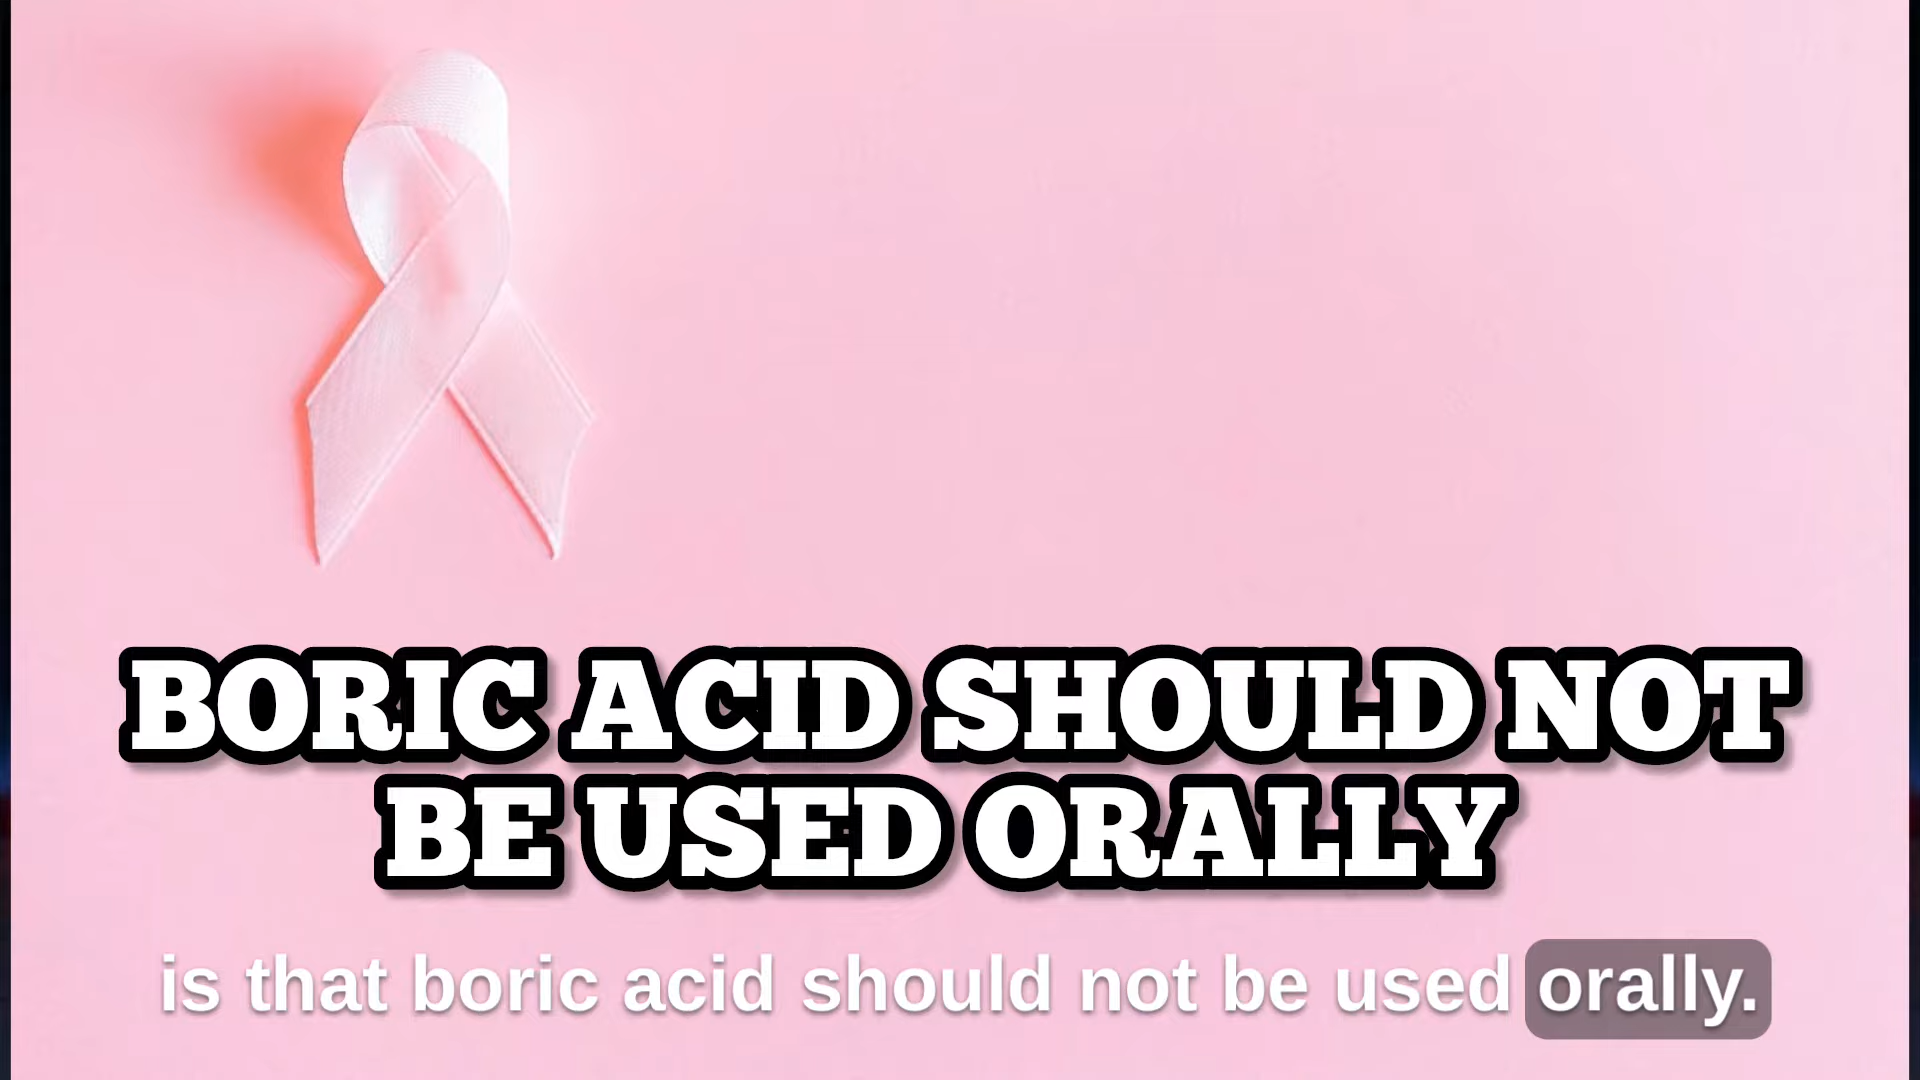 BORIC ACID SHOULD NOT
BE USED ORALLY
is that boric acid should not be used orally.